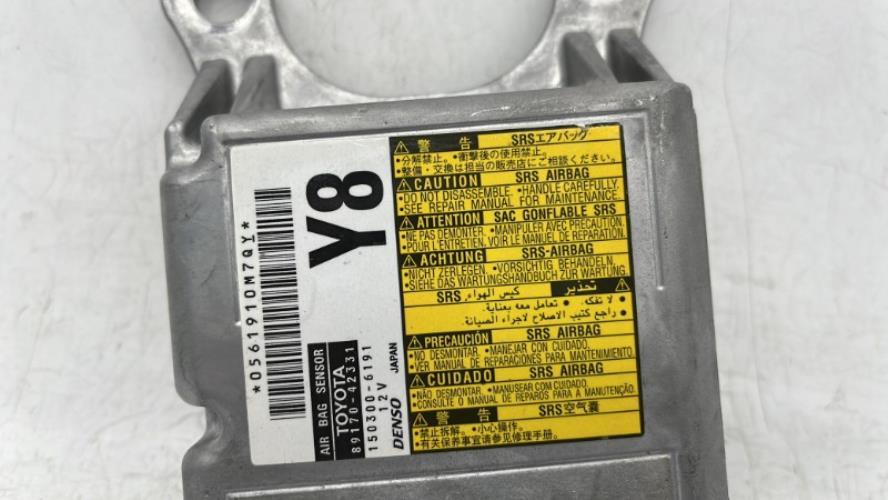 *0561910M7QY*
Y8
AIR BAG SENSOR
TOYOTA
89170-42331
150300-6191
12V
DENSO JAPAN
警告 SRSエアバッグ
・分解禁止。・衝撃後の使用禁止。
・整備・交換は担当の販売店にご相談ください。
CAUTION SRS AIRBAG
•DO NOT DISASSEMBLE. •HANDLE CAREFULLY.
•SEE REPAIR MANUAL FOR MAINTENANCE.
ATTENTION SAC GONFLABLE SRS
•NE PAS DÉMONTER. •MANIPULER AVEC PRÉCAUTION.
•POUR L'ENTRETIEN, VOIR LE MANUEL DE RÉPARATION.
ACHTUNG SRS-AIRBAG
•NICHT ZERLEGEN. •VORSICHTIG BEHANDELN.
•SIEHE DAS WARTUNGSHANDBUCH ZUR WARTUNG.
تحذير كيس الهواء، SRS
• لا تفكه. • تعامل معه بعناية.
• راجع كتيب الاصلاح لاجراء الصيانة.
PRECAUCIÓN SRS AIRBAG
•NO DESMONTAR. •MANEJAR CON CUIDADO.
•VER MANUAL DE REPARACIONES PARA MANTENIMIENTO.
CUIDADO SRS AIRBAG
•NÃO DESMONTAR. •MANUSEAR COM CUIDADO.
•CONSULTE O MANUAL DE REPAROS PARA A MANUTENÇÃO.
警告 SRS空气囊
•禁止拆解。•小心操作。
•有关保养事宜请参见修理手册。